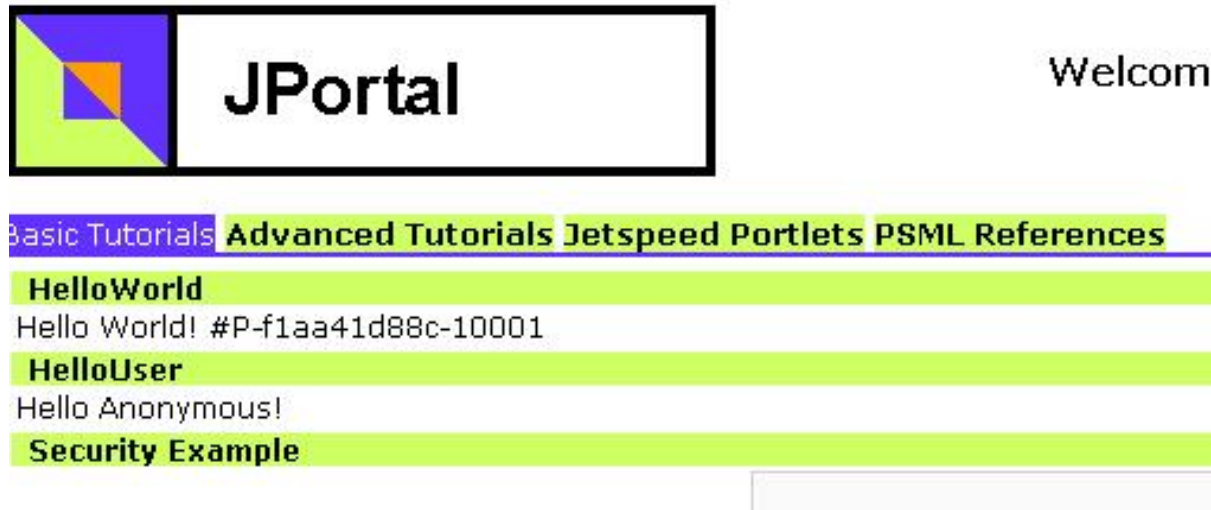 JPortal
Welcom
Basic Tutorials Advanced Tutorials Jetspeed Portlets PSML References
HelloWorld
Hello World! #P-f1aa41d88c-10001
HelloUser
Hello Anonymous!
Security Example